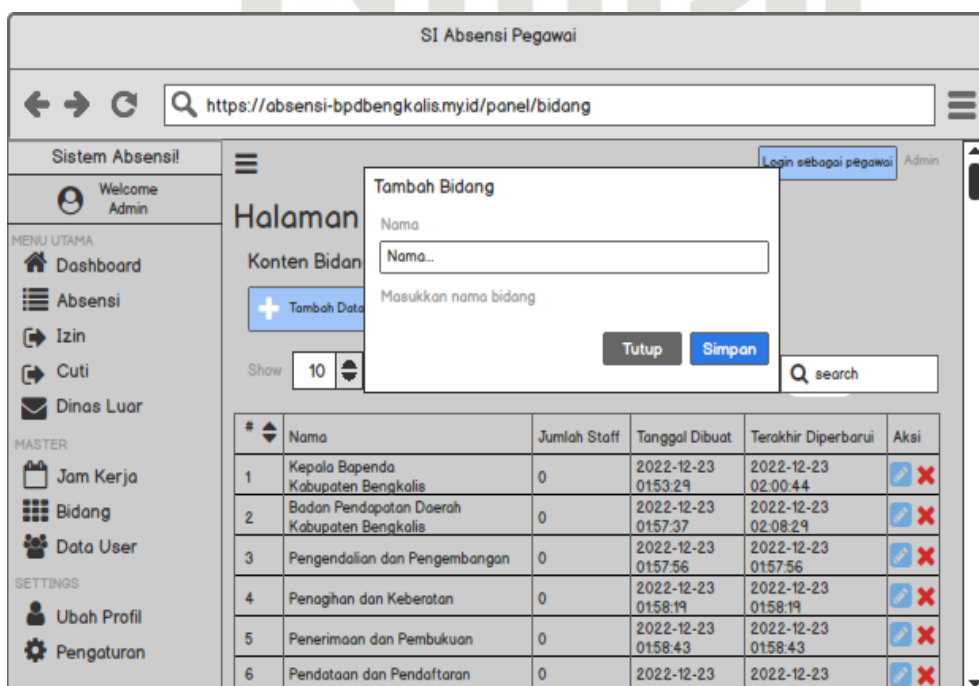 SI Absensi Pegawai
https://absensi-bpdbengkalis.my.id/panel/bidang
Sistem Absensi!
Welcome
Admin
MENU UTAMA
Dashboard
Absensi
Izin
Cuti
Dinas Luar
MASTER
Jam Kerja
Bidang
Data User
SETTINGS
Ubah Profil
Pengaturan
Login sebagai pegawai Admin
Halaman
Konten Bidan
Tambah Data
Tambah Bidang
Nama
Nama...
Masukkan nama bidang
Tutup Simpan
Show 10 search
# Nama Jumlah Staff Tanggal Dibuat Terakhir Diperbarui Aksi
1 Kepala Bapenda Kabupaten Bengkalis 0 2022-12-23 01:53:29 2022-12-23 02:00:44
2 Badan Pendapatan Daerah Kabupaten Bengkalis 0 2022-12-23 01:57:37 2022-12-23 02:08:29
3 Pengendalian dan Pengembangan 0 2022-12-23 01:57:56 2022-12-23 01:57:56
4 Penagihan dan Keberatan 0 2022-12-23 01:58:19 2022-12-23 01:58:19
5 Penerimaan dan Pembukuan 0 2022-12-23 01:58:43 2022-12-23 01:58:43
6 Pendataan dan Pendaftaran 0 2022-12-23 2022-12-23